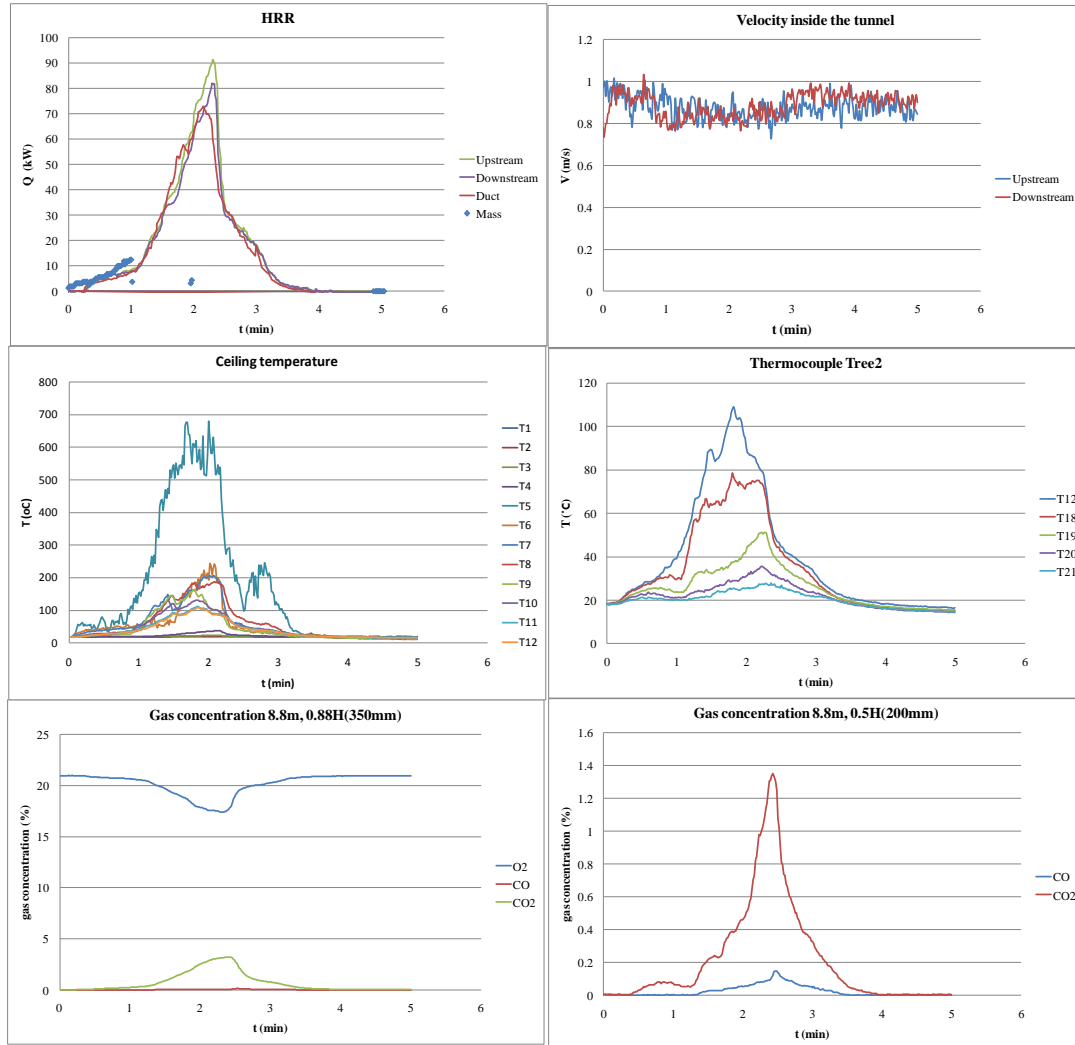 HRR
100
90
80
70
60
50
40
30
20
10
0
Q (kW)
0 1 2 3 4 5 6
t (min)
Upstream
Downstream
Duct
Mass
Velocity inside the tunnel
1.2
1
0.8
0.6
0.4
0.2
0
V (m/s)
0 1 2 3 4 5 6
t (min)
Upstream
Downstream
Ceiling temperature
800
700
600
500
400
300
200
100
0
T (oC)
0 1 2 3 4 5 6
t (min)
T1
T2
T3
T4
T5
T6
T7
T8
T9
T10
T11
T12
Thermocouple Tree2
120
100
80
60
40
20
0
T (°C)
0 1 2 3 4 5 6
t (min)
T12
T18
T19
T20
T21
Gas concentration 8.8m, 0.88H(350mm)
25
20
15
10
5
0
gas concentration (%)
0 1 2 3 4 5 6
t (min)
O2
CO
CO2
Gas concentration 8.8m, 0.5H(200mm)
1.6
1.4
1.2
1
0.8
0.6
0.4
0.2
0
gas concentration (%)
0 1 2 3 4 5 6
t (min)
CO
CO2